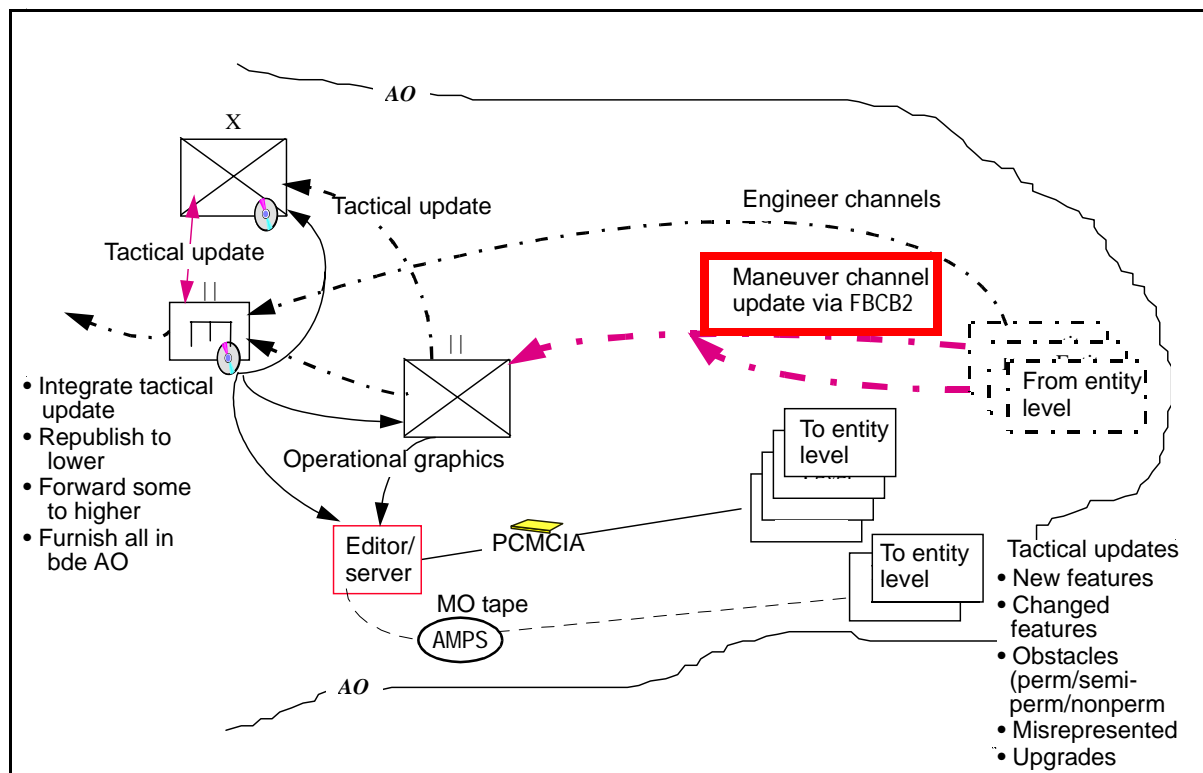 AO
X
Tactical update
Engineer channels
Tactical update
Maneuver channel
update via FBCB2
||
||
From entity
level
• Integrate tactical
update
• Republish to
lower
• Forward some
to higher
• Furnish all in
bde AO
To entity
level
Operational graphics
Editor/
server
PCMCIA
To entity
level
MO tape
AMPS
AO
Tactical updates
• New features
• Changed
features
• Obstacles
(perm/semi-
perm/nonperm
• Misrepresented
• Upgrades